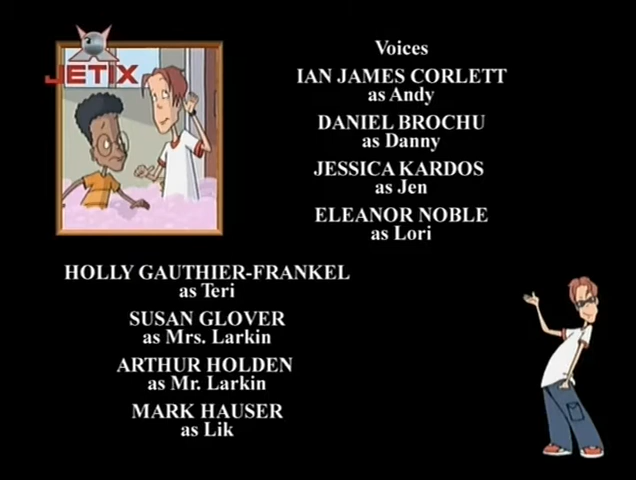 JETIX
Voices
IAN JAMES CORLETT
as Andy
DANIEL BROCHU
as Danny
JESSICA KARDOS
as Jen
ELEANOR NOBLE
as Lori
HOLLY GAUTHIER-FRANKEL
as Teri
SUSAN GLOVER
as Mrs. Larkin
ARTHUR HOLDEN
as Mr. Larkin
MARK HAUSER
as Lik